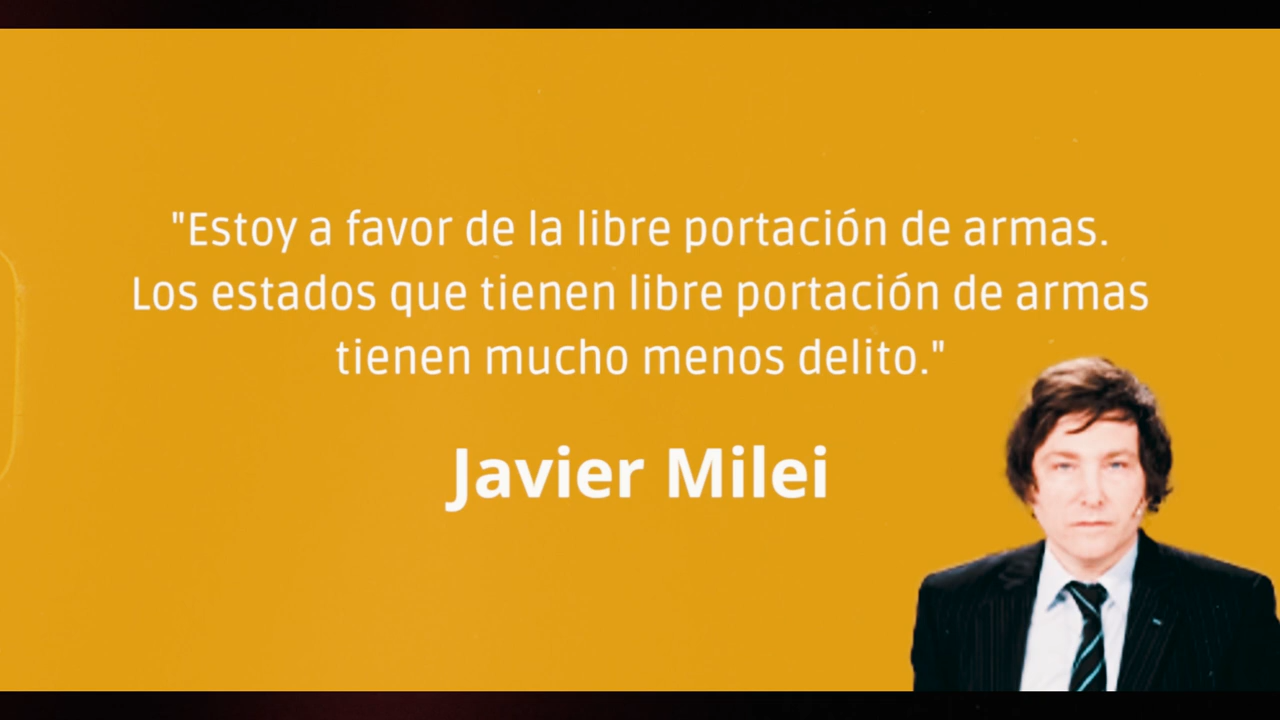 "Estoy a favor de la libre portación de armas.
Los estados que tienen libre portación de armas
tienen mucho menos delito."
Javier Milei